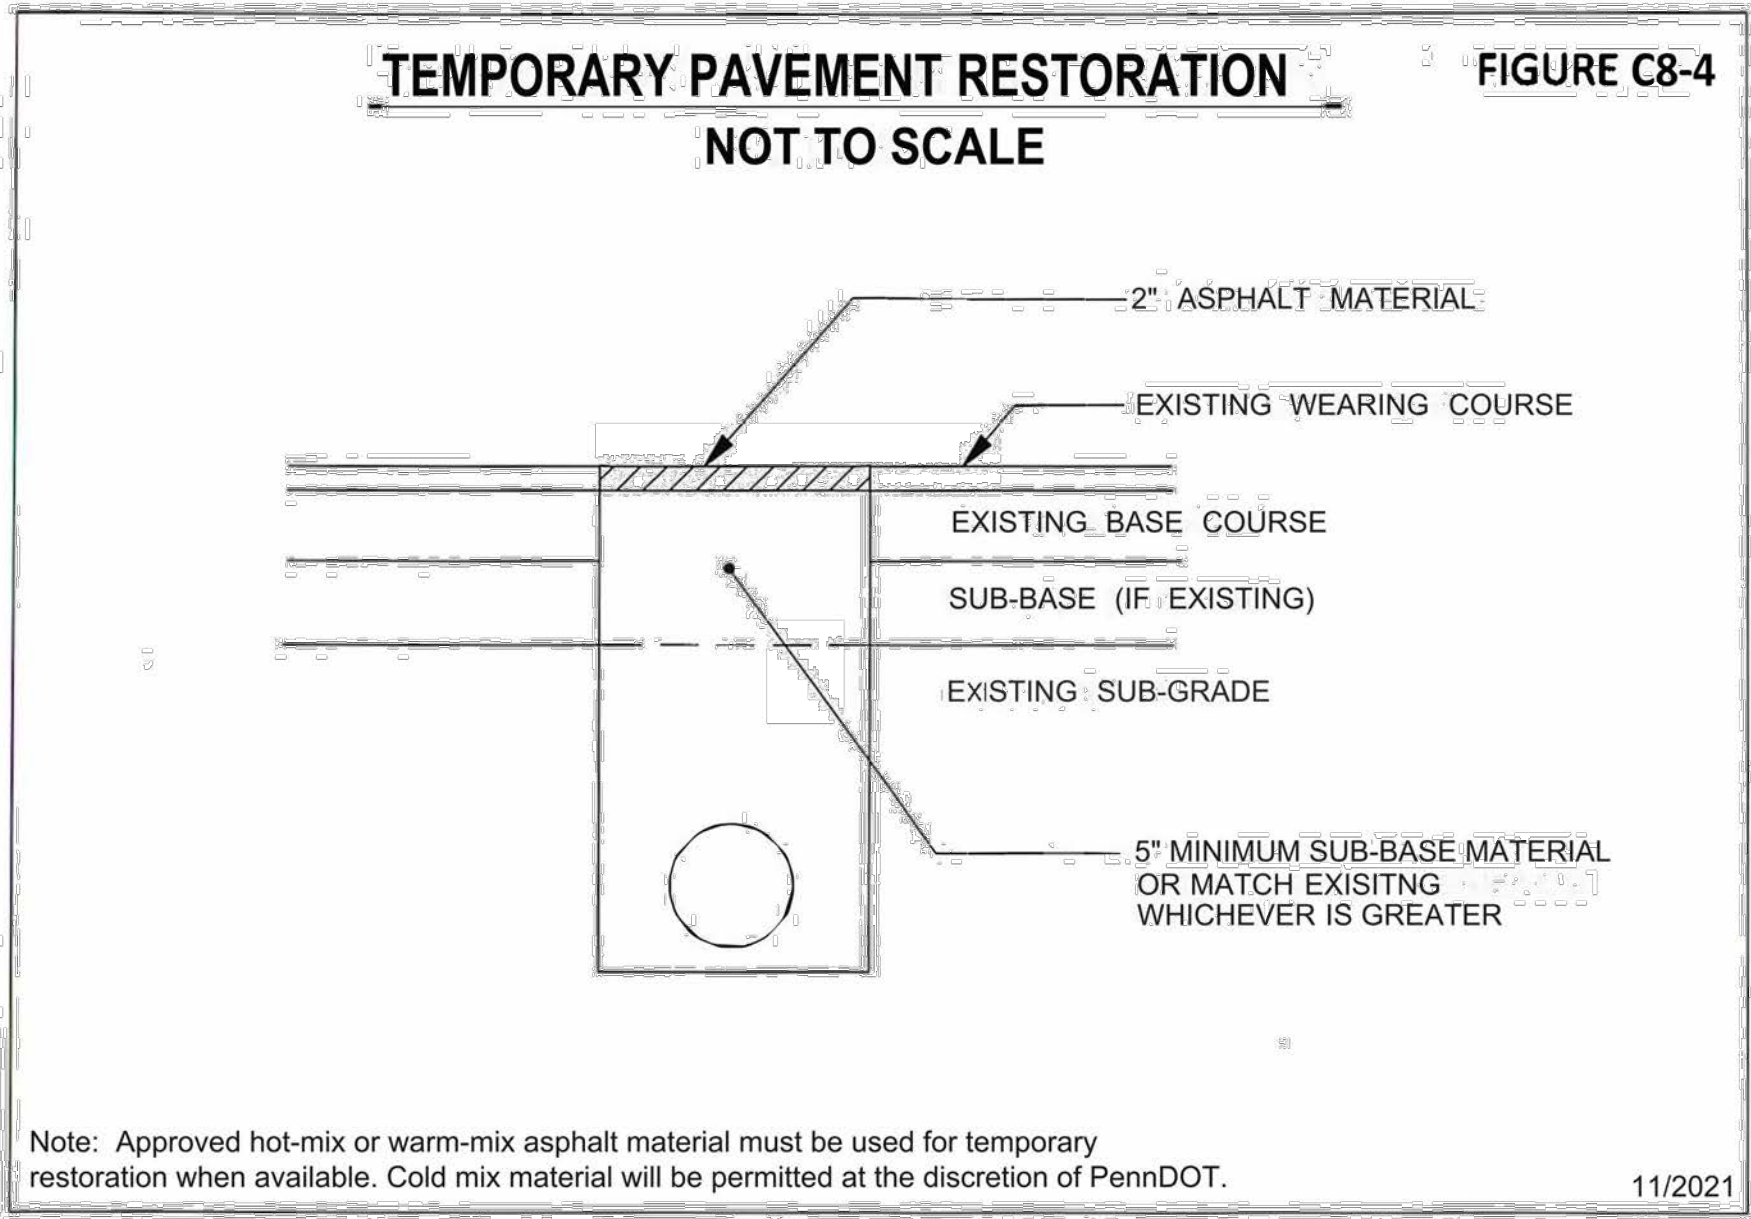 TEMPORARY PAVEMENT RESTORATION
FIGURE C8-4
NOT TO SCALE
2" ASPHALT MATERIAL
EXISTING WEARING COURSE
EXISTING BASE COURSE
SUB-BASE (IF EXISTING)
EXISTING SUB-GRADE
5" MINIMUM SUB-BASE MATERIAL
OR MATCH EXISITNG
WHICHEVER IS GREATER
Note: Approved hot-mix or warm-mix asphalt material must be used for temporary
restoration when available. Cold mix material will be permitted at the discretion of PennDOT.
11/2021